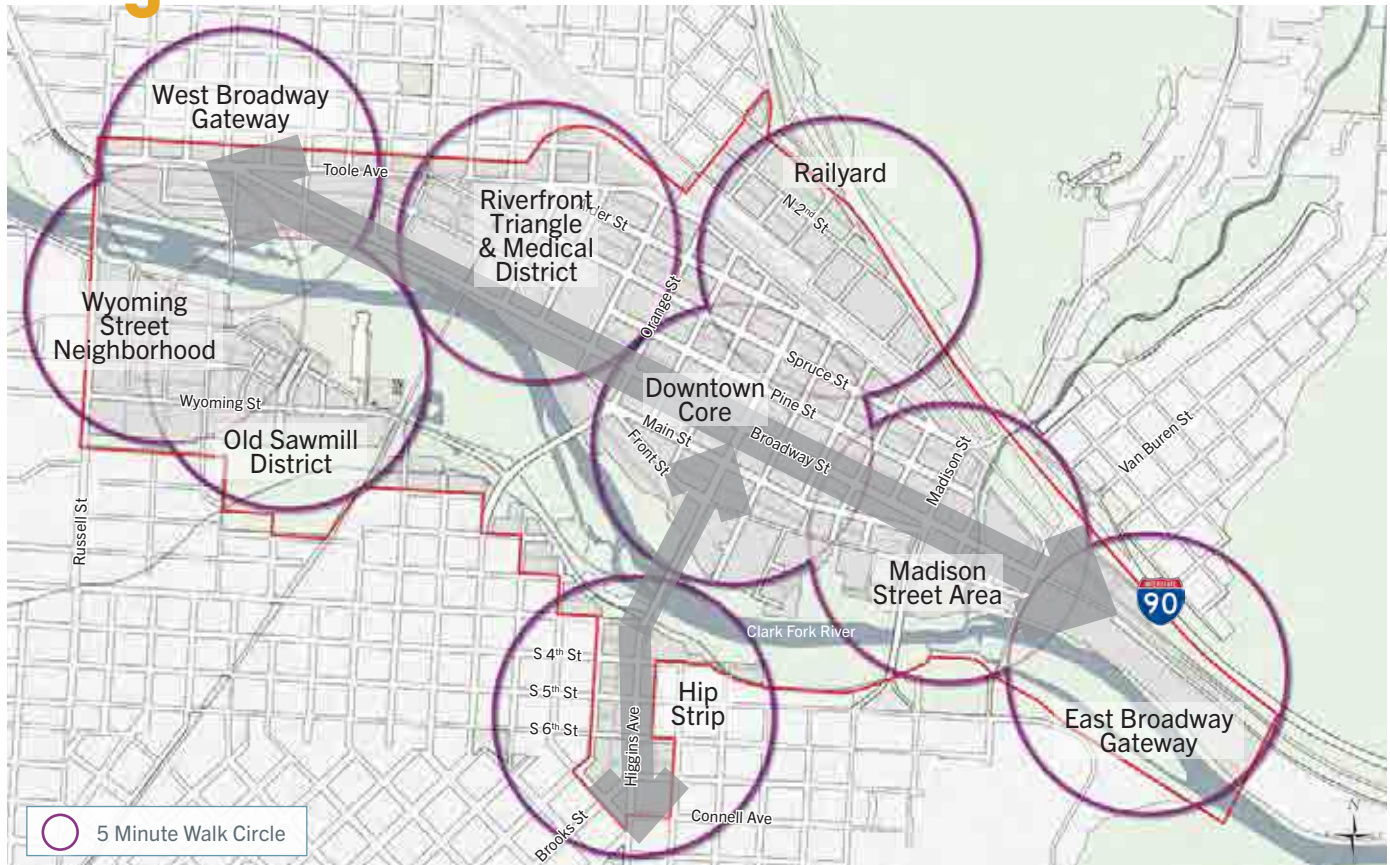 West Broadway
Gateway
Toole Ave
Riverfront
Triangle
& Medical
District
Railyard
N 2nd St
Orange St
Wyoming
Street
Neighborhood
Wyoming St
Old Sawmill
District
Russell St
Downtown
Core
Spruce St
Pine St
Main St
Front St
Broadway St
Madison St
Van Buren St
Madison
Street Area
INTERSTATE
90
Clark Fork River
S 4th St
S 5th St
S 6th St
Hip
Strip
Higgins Ave
East Broadway
Gateway
Brooks St
Connell Ave
5 Minute Walk Circle
N